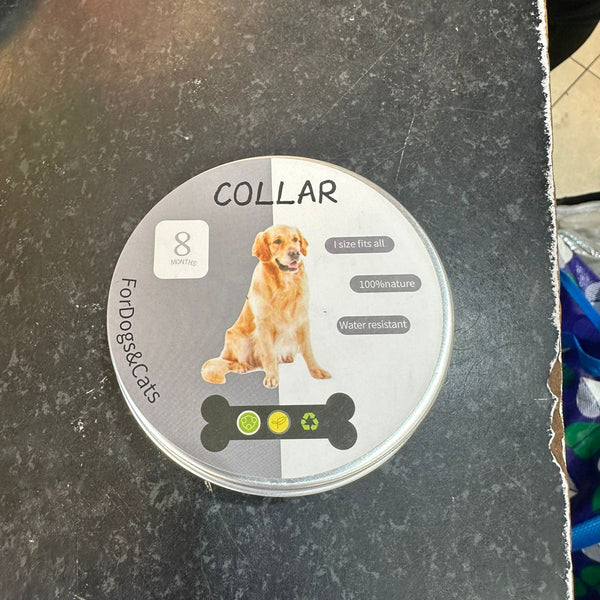 COLLAR
8
MONTHS
I size fits all
100%nature
Water resistant
ForDogs&Cats